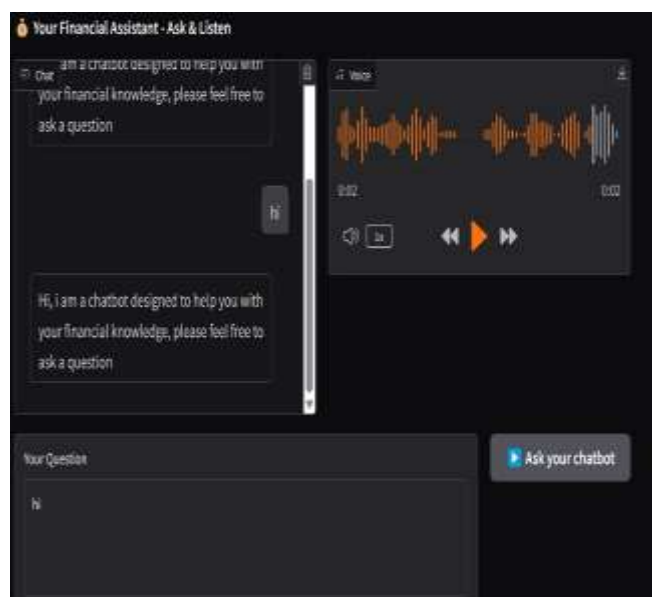 Your Financial Assistant - Ask & Listen
Chat
am a chatbot designed to help you with
your financial knowledge, please feel free to
ask a question
hi
Hi, i am a chatbot designed to help you with
your financial knowledge, please feel free to
ask a question
Voice
0:02
0:02
1x
Your Question
hi
Ask your chatbot